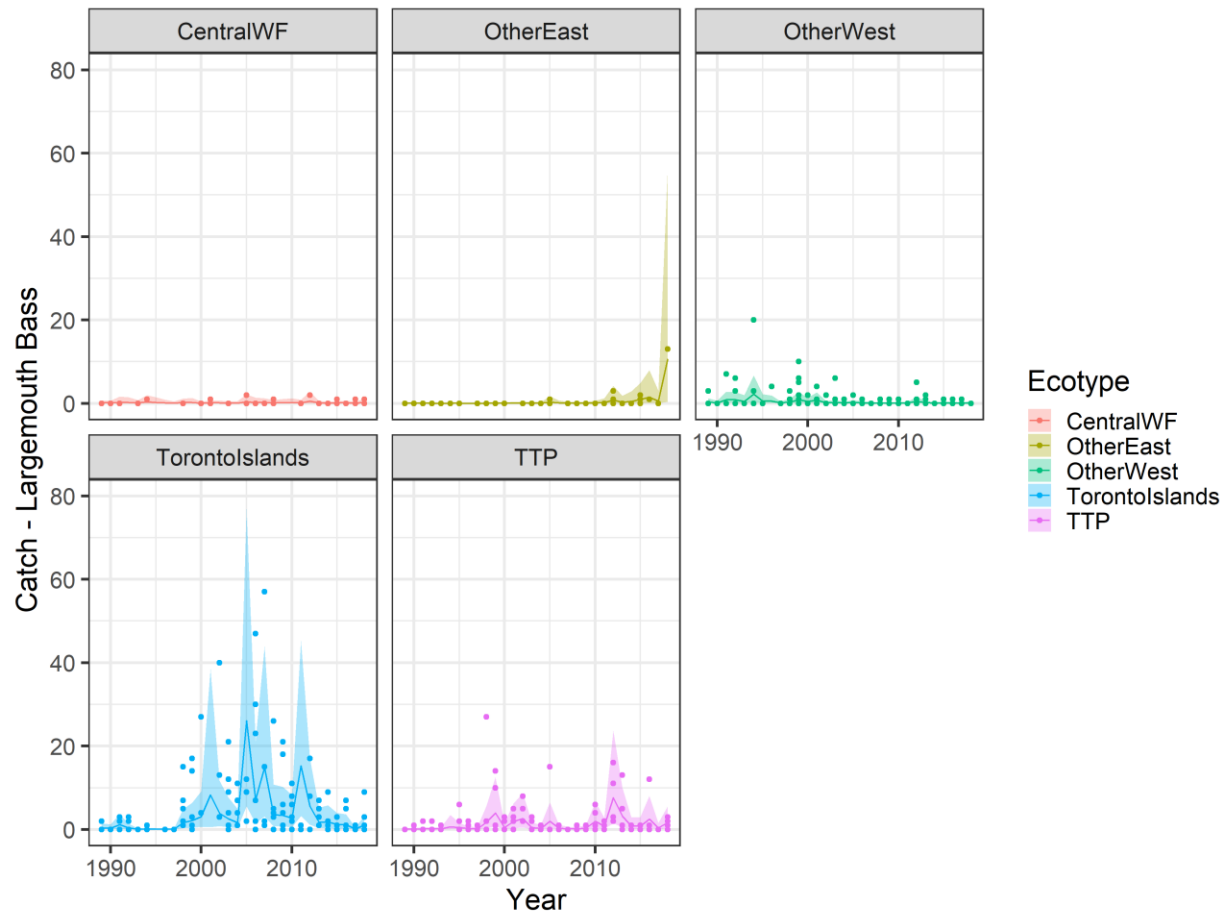 CentralWF OtherEast OtherWest
80
60
40
20
0
1990 2000 2010
TorontoIslands TTP
80
60
40
20
0
1990 2000 2010 1990 2000 2010
Year
Catch - Largemouth Bass
Ecotype
CentralWF
OtherEast
OtherWest
TorontoIslands
TTP